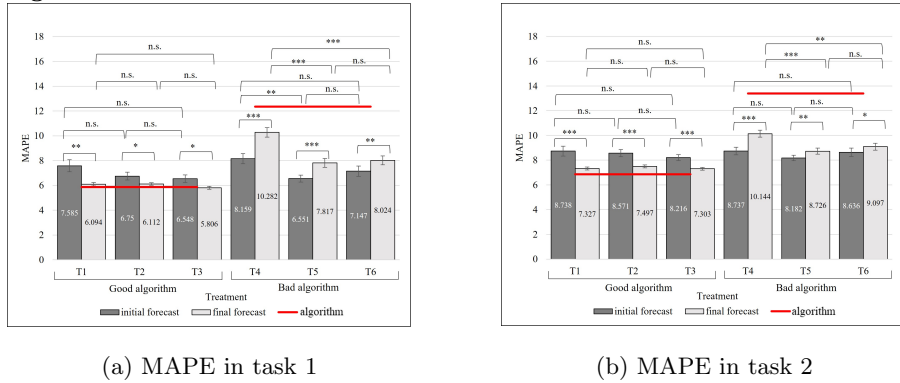 18
16
14
12
10
8
6
4
2
0
MAPE
n.s.
***
n.s.
n.s.
***
n.s.
n.s.
n.s.
**
n.s.
n.s.
n.s.
***
**
*
*
***
**
7.585
6.094
6.75
6.112
6.548
5.806
8.159
10.282
6.551
7.817
7.147
8.024
T1
T2
T3
T4
T5
T6
Good algorithm
Bad algorithm
Treatment
initial forecast
final forecast
algorithm
(a) MAPE in task 1
18
16
14
12
10
8
6
4
2
0
MAPE
n.s.
**
n.s.
n.s.
***
n.s.
n.s.
n.s.
n.s.
n.s.
n.s.
n.s.
***
***
***
***
**
*
8.738
7.327
8.571
7.497
8.216
7.303
8.737
10.144
8.182
8.726
8.636
9.097
T1
T2
T3
T4
T5
T6
Good algorithm
Bad algorithm
Treatment
initial forecast
final forecast
algorithm
(b) MAPE in task 2